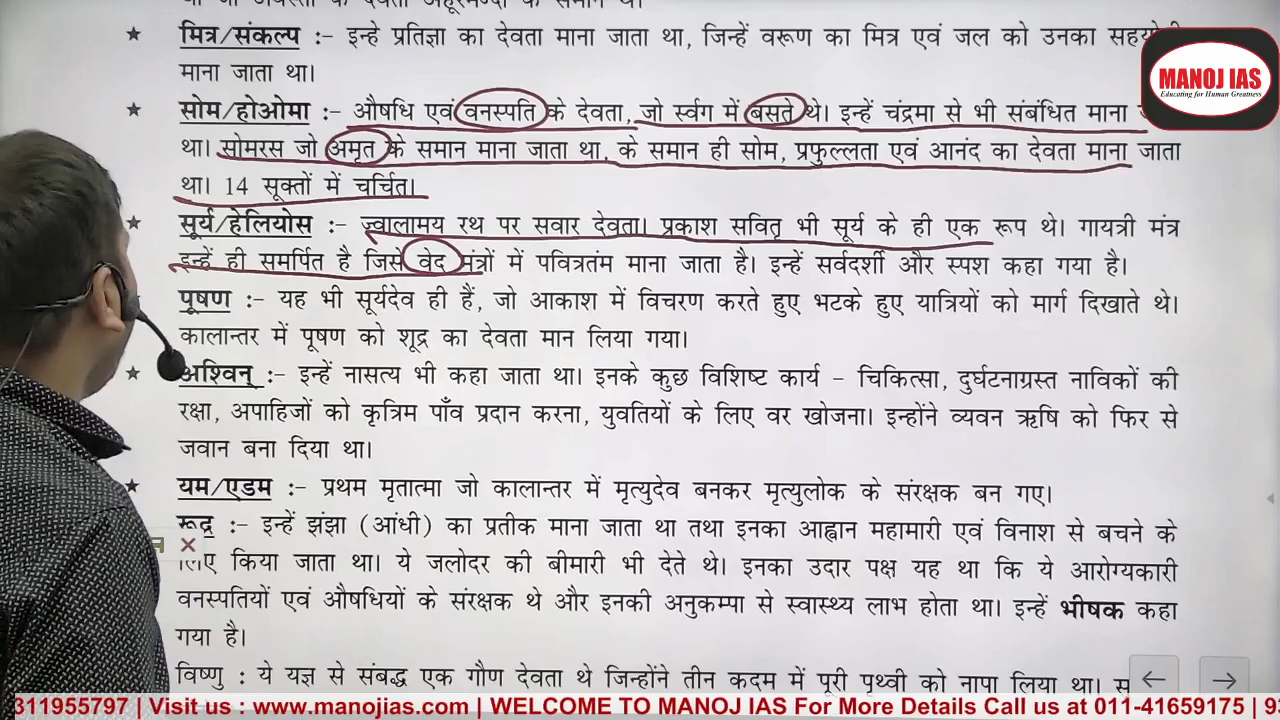 मित्र/संकल्प :- इन्हे प्रतिज्ञा का देवता माना जाता था, जिन्हें वरूण का मित्र एवं जल को उनका
माना जाता था।
सोम/होओमा :- औषधि एवं वनस्पति के देवता, जो र्स्वग में बसते थे। इन्हें चंद्रमा से भी संबंधित माना
था। सोमरस जो अमृत के समान माना जाता था, के समान ही सोम, प्रफुल्लता एवं आनंद का देवता माना जाता
था। 14 सूक्तों में चर्चित।
सूर्य/हेलियोस :- ज्वालामय रथ पर सवार देवता। प्रकाश सवितृ भी सूर्य के ही एक रूप थे। गायत्री मंत्र
इन्हें ही समर्पित है जिसे वेद मंत्रों में पवित्रतंम माना जाता है। इन्हें सर्वदर्शी और स्पश कहा गया है।
पूषण :- यह भी सूर्यदेव ही हैं, जो आकाश में विचरण करते हुए भटके हुए यात्रियों को मार्ग दिखाते थे।
कालान्तर में पूषण को शूद्र का देवता मान लिया गया।
अश्विन् :- इन्हें नासत्य भी कहा जाता था। इनके कुछ विशिष्ट कार्य – चिकित्सा, दुर्घटनाग्रस्त नाविकों की
रक्षा, अपाहिजों को कृत्रिम पाँव प्रदान करना, युवतियों के लिए वर खोजना। इन्होंने व्यवन ऋषि को फिर से
जवान बना दिया था।
यम/एडम :- प्रथम मृतात्मा जो कालान्तर में मृत्युदेव बनकर मृत्युलोक के संरक्षक बन गए।
रूद्र :- इन्हें झंझा (आंधी) का प्रतीक माना जाता था तथा इनका आह्वान महामारी एवं विनाश से बचने के
लिए किया जाता था। ये जलोदर की बीमारी भी देते थे। इनका उदार पक्ष यह था कि ये आरोग्यकारी
वनस्पतियों एवं औषधियों के संरक्षक थे और इनकी अनुकम्पा से स्वास्थ्य लाभ होता था। इन्हें भीषक कहा
गया है।
विष्णु : ये यज्ञ से संबद्ध एक गौण देवता थे जिन्होंने तीन कदम में पूरी पृथ्वी को नापा लिया था।
MANOJ IAS
Educating for Human Greatness
311955797 | Visit us : www.manojias.com | WELCOME TO MANOJ IAS For More Details Call us at 011-41659175 | 93